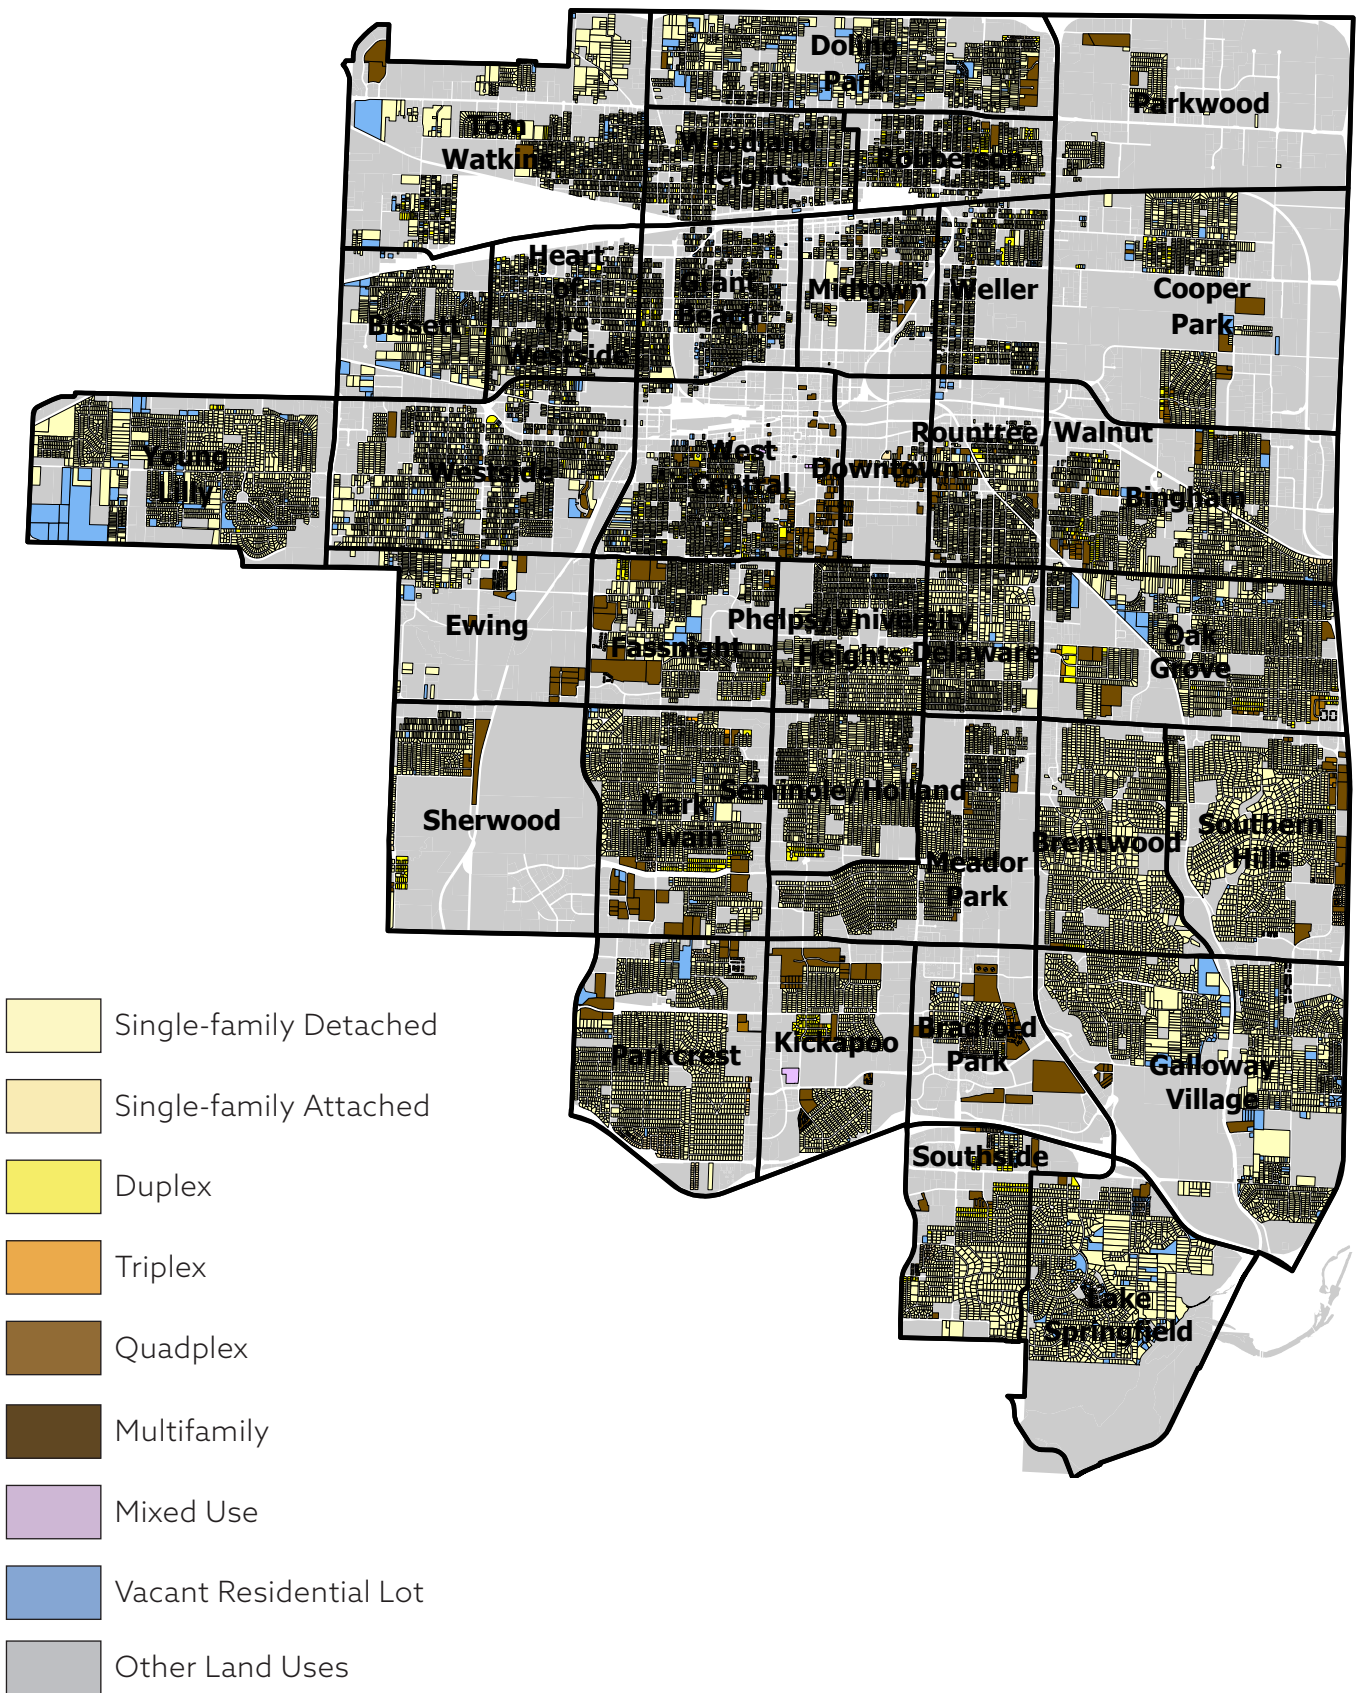 Doling
Park
Parkwood
Tom
Watkins
Woodland
Heights
Robberson
Heart
of
the
Westside
Grant
Beach
Midtown
Weller
Cooper
Park
Bissett
Young
Lilly
Westside
West
Central
Downtown
Rountree/Walnut
Bingham
Ewing
Fassnight
Phelps/University
Heights
Delaware
Oak
Grove
Sherwood
Mark
Twain
Seminole/Holland
Meador
Park
Brentwood
Southern
Hills
Parkcrest
Kickapoo
Bradford
Park
Galloway
Village
Southside
Lake
Springfield
Single-family Detached
Single-family Attached
Duplex
Triplex
Quadplex
Multifamily
Mixed Use
Vacant Residential Lot
Other Land Uses